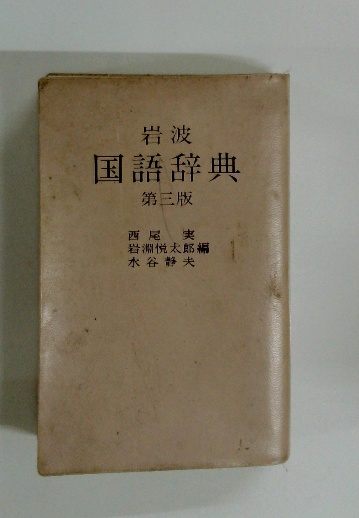 岩波
国語辞典
第三版
西尾 実
岩淵悦太郎編
水谷静夫